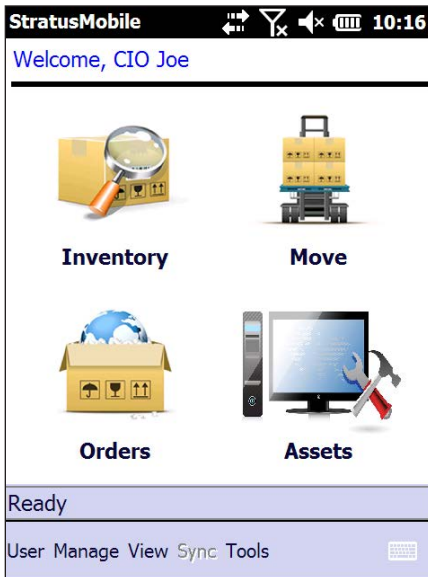 StratusMobile 10:16
Welcome, CIO Joe
Inventory Move
Orders Assets
Ready
User Manage View Sync Tools